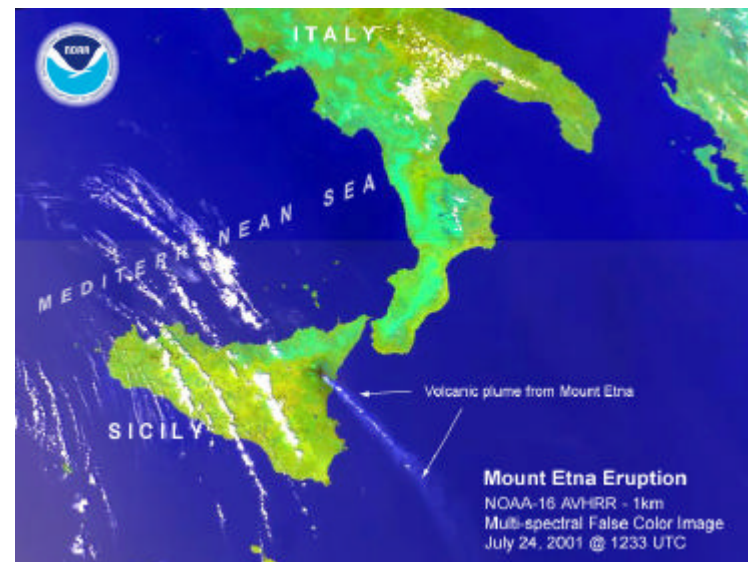 NOAA
ITALY
MEDITERRANEAN SEA
Volcanic plume from Mount Etna
SICILY
Mount Etna Eruption
NOAA-16 AVHRR - 1km
Multi-spectral False Color Image
July 24, 2001 @ 1233 UTC